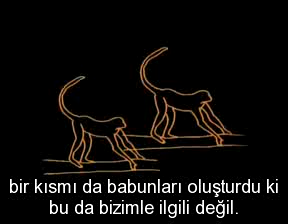 bir kısmı da babunları oluşturdu ki
bu da bizimle ilgili değil.